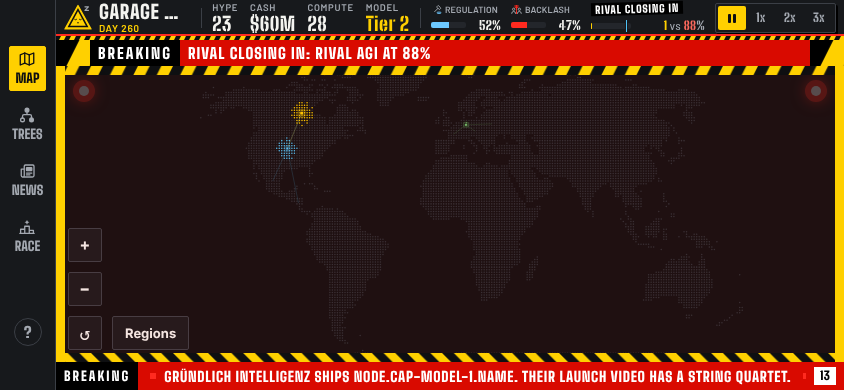 GARAGE ...
DAY 260
HYPE
23
CASH
$60M
COMPUTE
28
MODEL
Tier 2
REGULATION
52%
BACKLASH
47%
RIVAL CLOSING IN
1 vs 88%
1x
2x
3x
BREAKING
RIVAL CLOSING IN: RIVAL AGI AT 88%
MAP
TREES
NEWS
RACE
?
+
−
↺
Regions
BREAKING
GRÜNDLICH INTELLIGENZ SHIPS NODE.CAP-MODEL-1.NAME. THEIR LAUNCH VIDEO HAS A STRING QUARTET.
13